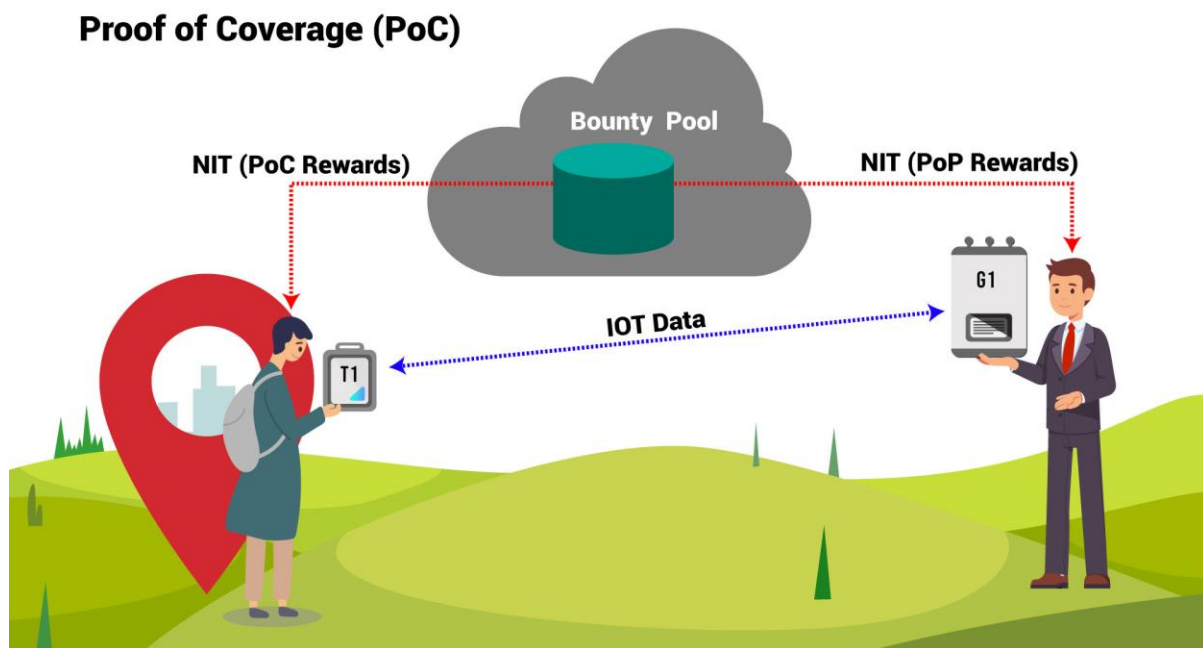 Proof of Coverage (PoC)
Bounty Pool
NIT (PoC Rewards)
NIT (PoP Rewards)
G1
IOT Data
T1